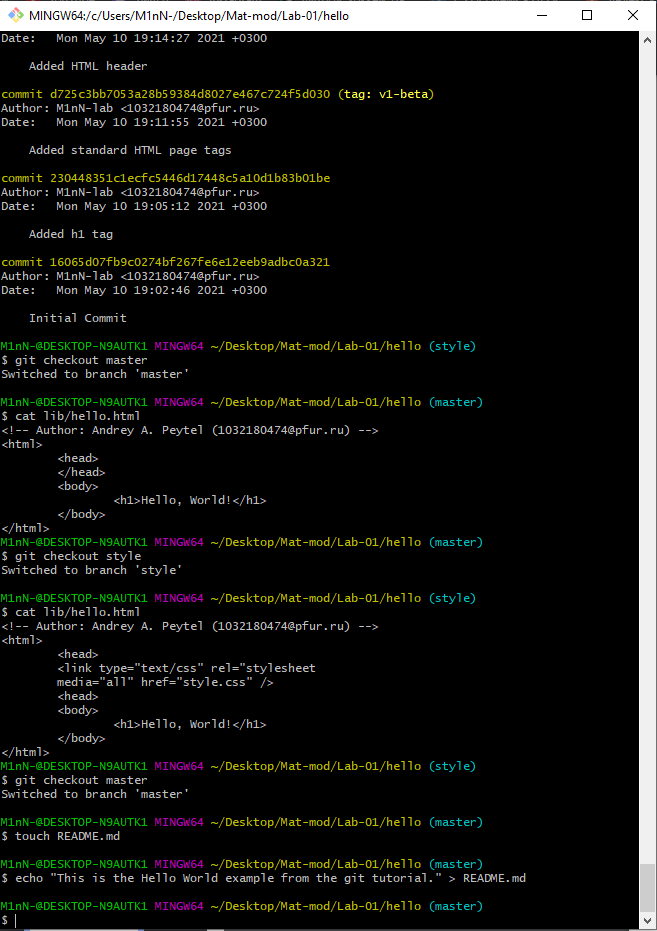 MINGW64:/c/Users/M1nN-/Desktop/Mat-mod/Lab-01/hello
Date:   Mon May 10 19:14:27 2021 +0300
    Added HTML header
commit d725c3bb7053a28b59384d8027e467c724f5d030 (tag: v1-beta)
Author: M1nN-lab <1032180474@pfur.ru>
Date:   Mon May 10 19:11:55 2021 +0300
    Added standard HTML page tags
commit 230448351c1ecfc5446d17448c5a10d1b83b01be
Author: M1nN-lab <1032180474@pfur.ru>
Date:   Mon May 10 19:05:12 2021 +0300
    Added h1 tag
commit 16065d07fb9c0274bf267fe6e12eeb9adbc0a321
Author: M1nN-lab <1032180474@pfur.ru>
Date:   Mon May 10 19:02:46 2021 +0300
    Initial Commit
M1nN-@DESKTOP-N9AUTK1 MINGW64 ~/Desktop/Mat-mod/Lab-01/hello (style)
$ git checkout master
Switched to branch 'master'
M1nN-@DESKTOP-N9AUTK1 MINGW64 ~/Desktop/Mat-mod/Lab-01/hello (master)
$ cat lib/hello.html
<!-- Author: Andrey A. Peytel (1032180474@pfur.ru) -->
<html>
        <head>
        </head>
        <body>
                <h1>Hello, World!</h1>
        </body>
</html>
M1nN-@DESKTOP-N9AUTK1 MINGW64 ~/Desktop/Mat-mod/Lab-01/hello (master)
$ git checkout style
Switched to branch 'style'
M1nN-@DESKTOP-N9AUTK1 MINGW64 ~/Desktop/Mat-mod/Lab-01/hello (style)
$ cat lib/hello.html
<!-- Author: Andrey A. Peytel (1032180474@pfur.ru) -->
<html>
        <head>
        <link type="text/css" rel="stylesheet
        media="all" href="style.css" />
        <head>
        <body>
                <h1>Hello, World!</h1>
        </body>
</html>
M1nN-@DESKTOP-N9AUTK1 MINGW64 ~/Desktop/Mat-mod/Lab-01/hello (style)
$ git checkout master
Switched to branch 'master'
M1nN-@DESKTOP-N9AUTK1 MINGW64 ~/Desktop/Mat-mod/Lab-01/hello (master)
$ touch README.md
M1nN-@DESKTOP-N9AUTK1 MINGW64 ~/Desktop/Mat-mod/Lab-01/hello (master)
$ echo "This is the Hello World example from the git tutorial." > README.md
M1nN-@DESKTOP-N9AUTK1 MINGW64 ~/Desktop/Mat-mod/Lab-01/hello (master)
$